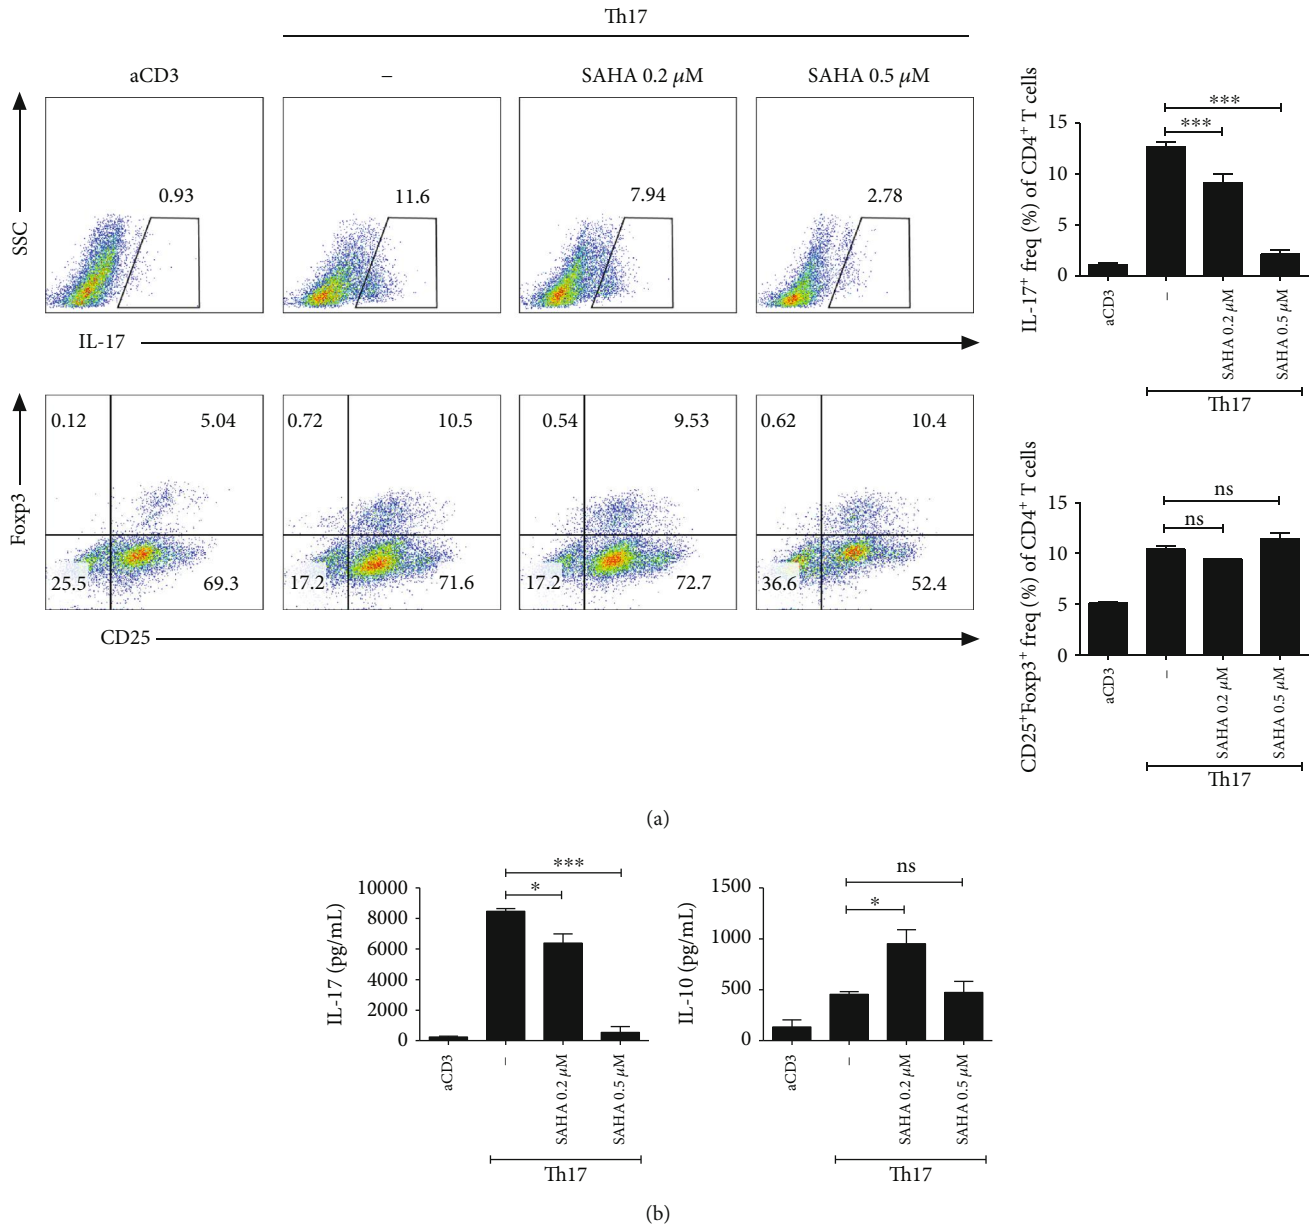 Th17
aCD3
–
SAHA 0.2 μM
SAHA 0.5 μM
SSC
0.93
11.6
7.94
2.78
IL-17
IL-17⁺ freq (%) of CD4⁺ T cells
15
10
5
0
***
***
aCD3
–
SAHA 0.2 μM
SAHA 0.5 μM
Th17
Foxp3
0.12
5.04
25.5
69.3
0.72
10.5
17.2
71.6
0.54
9.53
17.2
72.7
0.62
10.4
36.6
52.4
CD25
CD25⁺Foxp3⁺ freq (%) of CD4⁺ T cells
15
10
5
0
ns
ns
aCD3
–
SAHA 0.2 μM
SAHA 0.5 μM
Th17
(a)
IL-17 (pg/mL)
10000
8000
6000
4000
2000
0
***
*
aCD3
–
SAHA 0.2 μM
SAHA 0.5 μM
Th17
IL-10 (pg/mL)
1500
1000
500
0
ns
*
aCD3
–
SAHA 0.2 μM
SAHA 0.5 μM
Th17
(b)